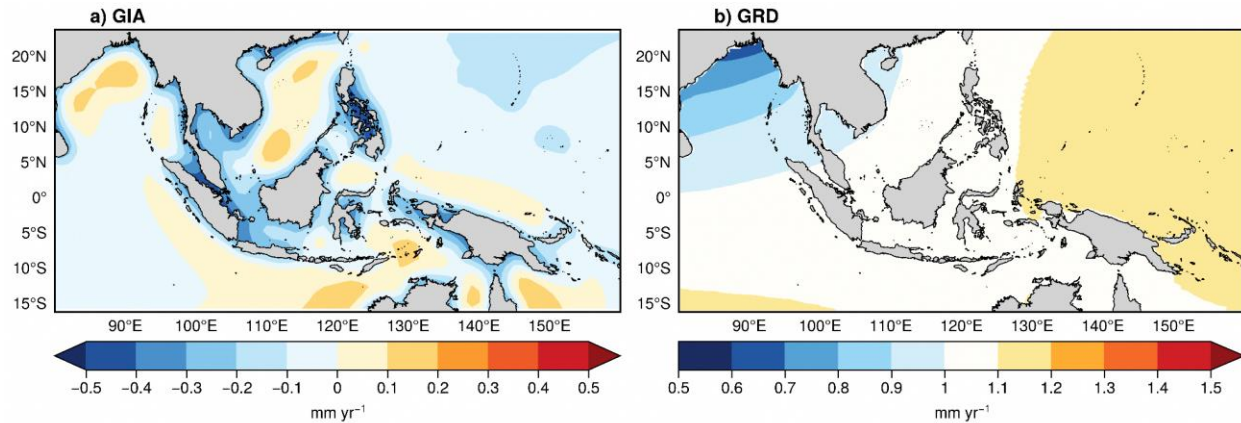 a) GIA
20°N
15°N
10°N
5°N
0°
5°S
10°S
15°S
90°E 100°E 110°E 120°E 130°E 140°E 150°E
−0.5 −0.4 −0.3 −0.2 −0.1 0 0.1 0.2 0.3 0.4 0.5
mm yr⁻¹
b) GRD
20°N
15°N
10°N
5°N
0°
5°S
10°S
15°S
90°E 100°E 110°E 120°E 130°E 140°E 150°E
0.5 0.6 0.7 0.8 0.9 1 1.1 1.2 1.3 1.4 1.5
mm yr⁻¹